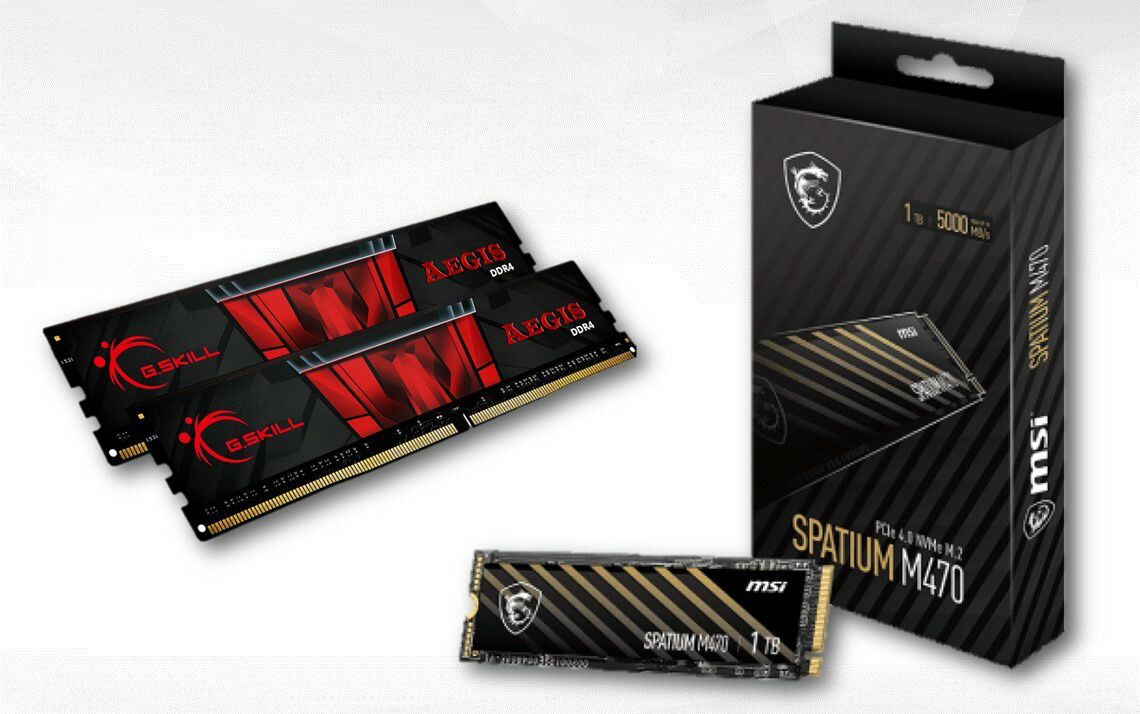 AEGIS
DDR4
G.SKILL
AEGIS
DDR4
G.SKILL
1 TB 5000 MB/s
msi
SPATIUM M470
msi
PCIe 4.0 NVMe M.2
SPATIUM M470
msi
SPATIUM M470 1 TB